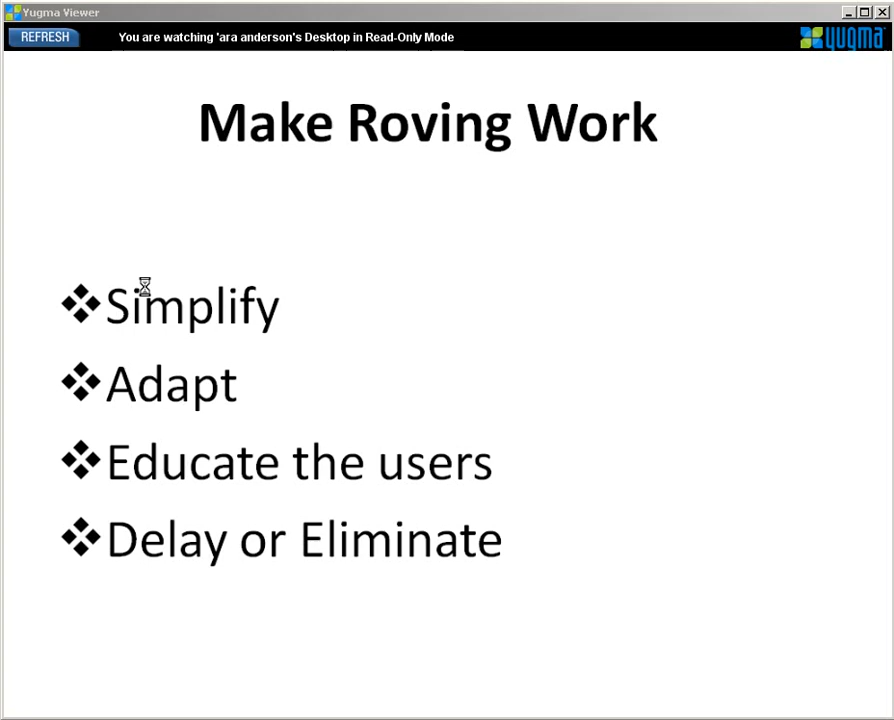 Yugma Viewer
REFRESH
You are watching 'ara anderson's Desktop in Read-Only Mode
yugma
Make Roving Work
❖Simplify
❖Adapt
❖Educate the users
❖Delay or Eliminate